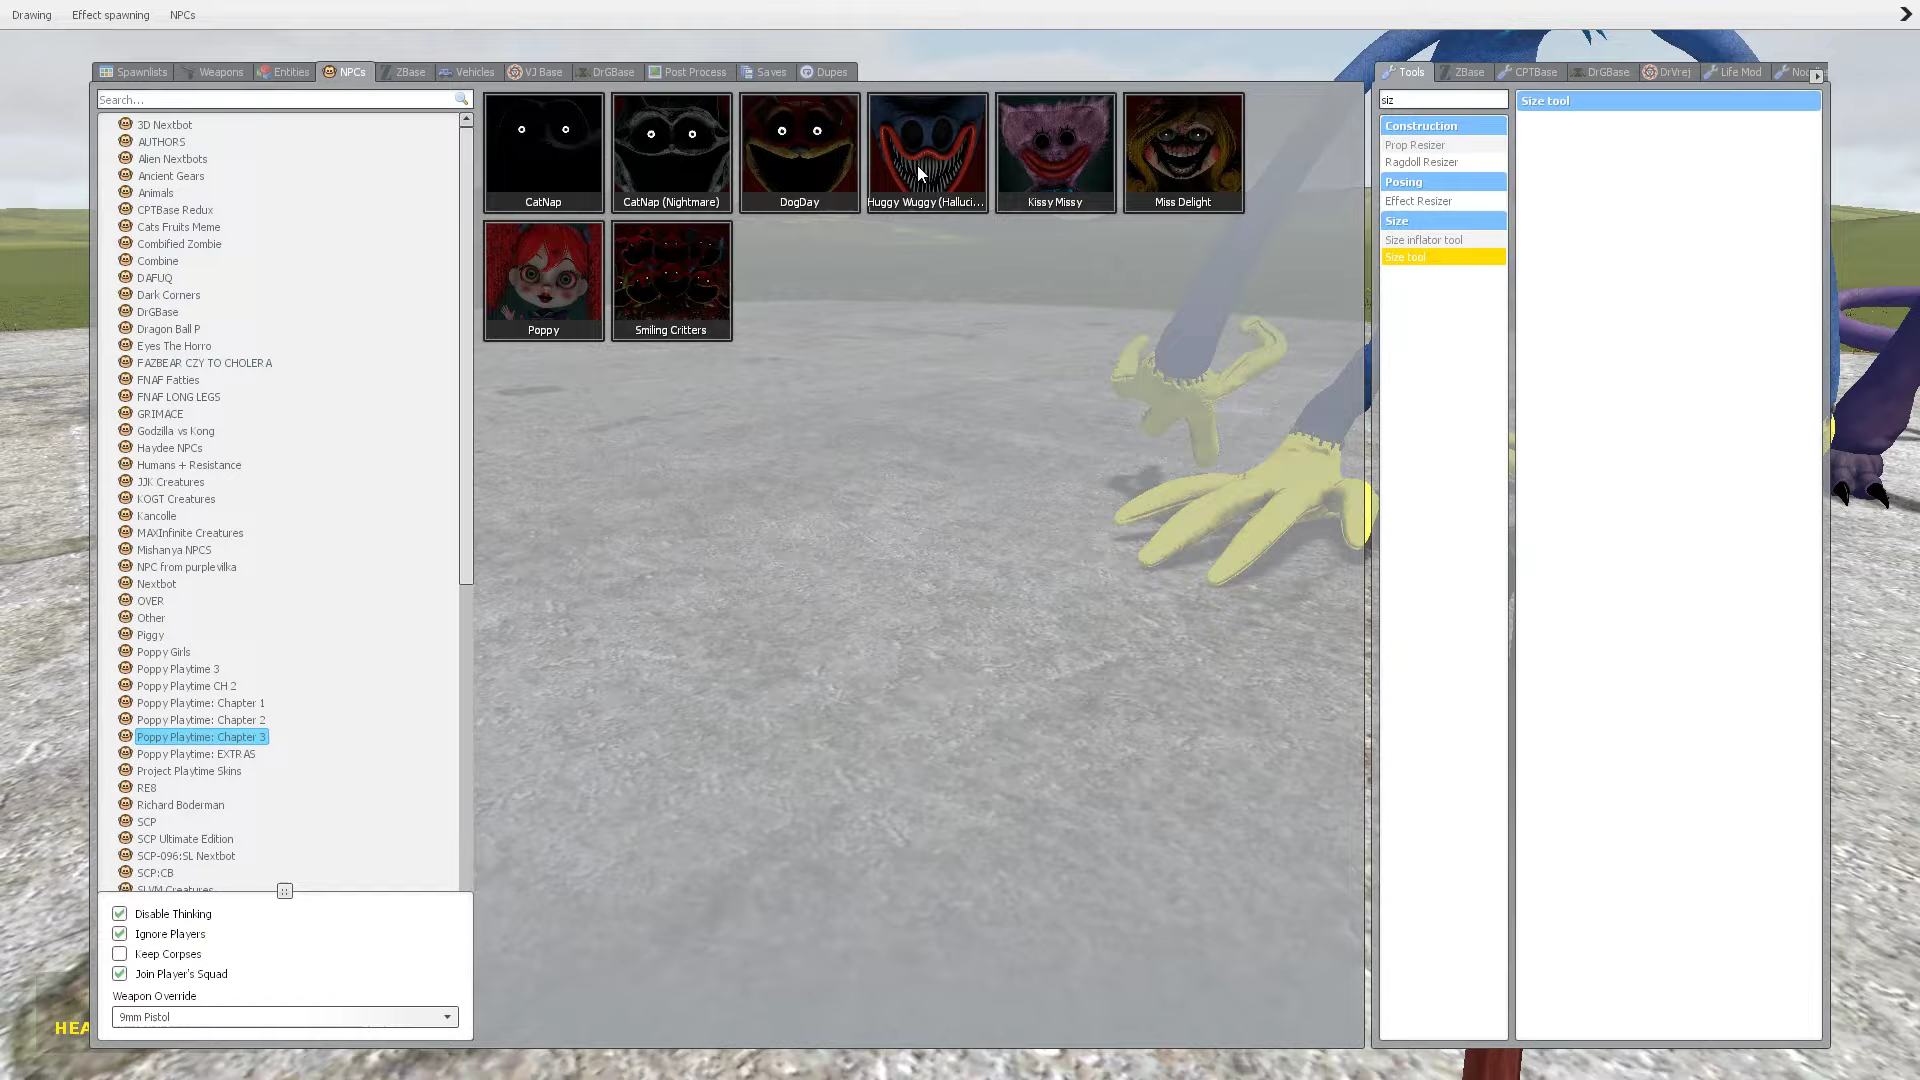 Drawing Effect spawning NPCs
Spawnlists Weapons Entities NPCs ZBase Vehicles VJ Base DrGBase Post Process Saves Dupes
Search...
3D Nextbot
AUTHORS
Alien Nextbots
Ancient Gears
Animals
CPTBase Redux
Cats Fruits Meme
Combified Zombie
Combine
DAFUQ
Dark Corners
DrGBase
Dragon Ball P
Eyes The Horro
FAZBEAR CZY TO CHOLERA
FNAF Fatties
FNAF LONG LEGS
GRIMACE
Godzilla vs Kong
Haydee NPCs
Humans + Resistance
JJK Creatures
KOGT Creatures
Kancolle
MAXInfinite Creatures
Mishanya NPCS
NPC from purplevilka
Nextbot
OVER
Other
Piggy
Poppy Girls
Poppy Playtime 3
Poppy Playtime CH 2
Poppy Playtime: Chapter 1
Poppy Playtime: Chapter 2
Poppy Playtime: Chapter 3
Poppy Playtime: EXTRAS
Project Playtime Skins
RE8
Richard Boderman
SCP
SCP Ultimate Edition
SCP-096:SL Nextbot
SCP:CB
SLVM Creatures
Disable Thinking
Ignore Players
Keep Corpses
Join Player's Squad
Weapon Override
9mm Pistol
HEA
CatNap
CatNap (Nightmare)
DogDay
Huggy Wuggy (Halluci...
Kissy Missy
Miss Delight
Poppy
Smiling Critters
Tools ZBase CPTBase DrGBase DrVrej Life Mod
siz
Construction
Prop Resizer
Ragdoll Resizer
Posing
Effect Resizer
Size
Size inflator tool
Size tool
Size tool